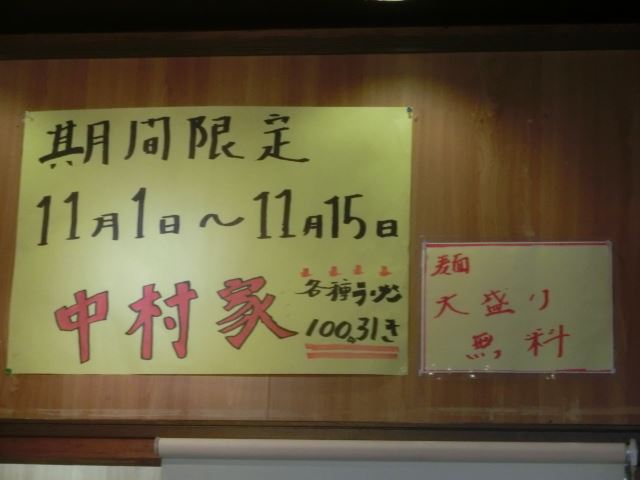 期間限定
11月1日～11月15日
中村家
各種ラーメン
100円引き
麺
大盛り
無料